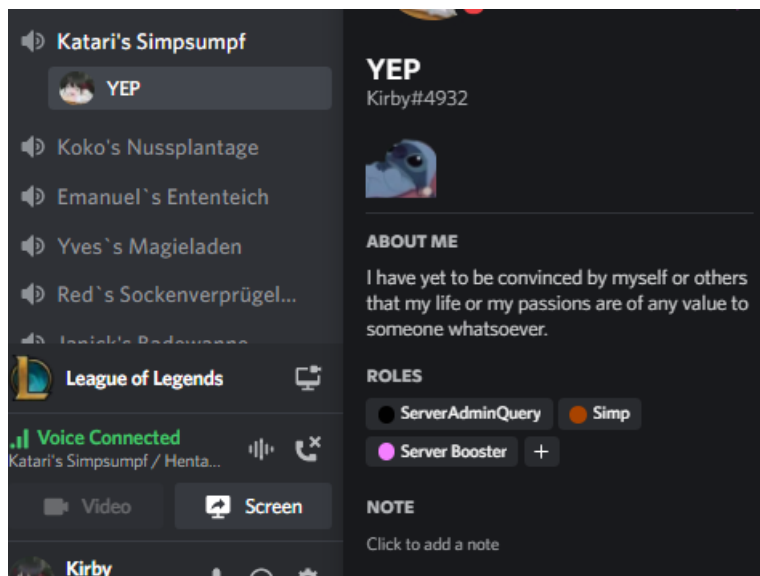 Katari's Simpsumpf
YEP
Koko's Nussplantage
Emanuel`s Ententeich
Yves`s Magieladen
Red`s Sockenverprügel...
Janick's Badewanne
League of Legends
Voice Connected
Katari's Simpsumpf / Henta...
Video
Screen
Kirby
YEP
Kirby#4932
ABOUT ME
I have yet to be convinced by myself or others
that my life or my passions are of any value to
someone whatsoever.
ROLES
ServerAdminQuery
Simp
Server Booster
+
NOTE
Click to add a note